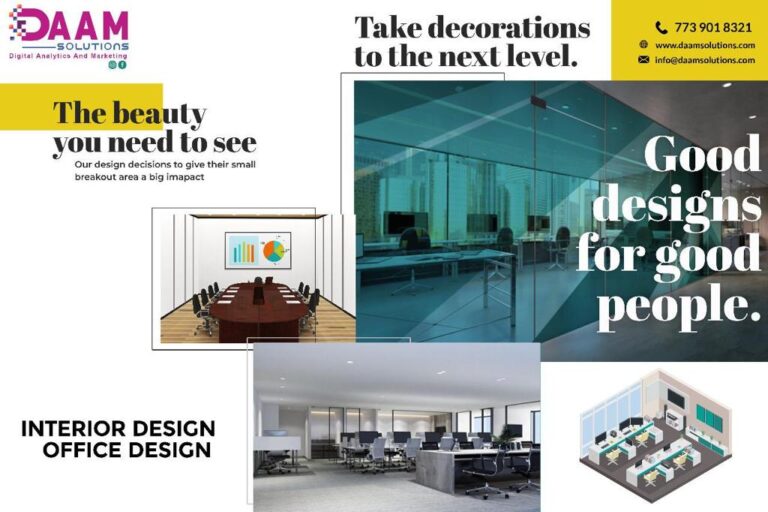 DAAM
SOLUTIONS
Digital Analytics And Marketing
Take decorations
to the next level.
773 901 8321
www.daamsolutions.com
info@daamsolutions.com
The beauty
you need to see
Our design decisions to give their small
breakout area a big imapact
Good
designs
for good
people.
INTERIOR DESIGN
OFFICE DESIGN